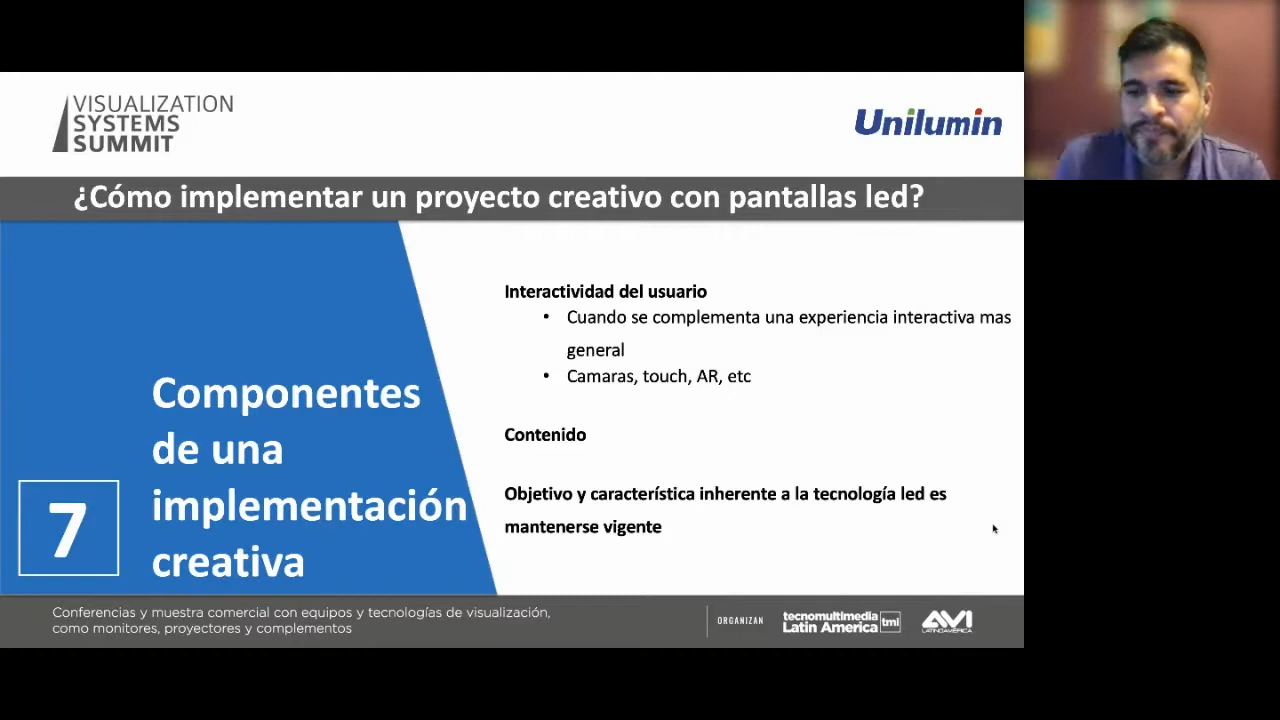 VISUALIZATION
SYSTEMS
SUMMIT
Unilumin
¿Cómo implementar un proyecto creativo con pantallas led?
Interactividad del usuario
• Cuando se complementa una experiencia interactiva mas
general
• Camaras, touch, AR, etc
Contenido
Objetivo y característica inherente a la tecnología led es
mantenerse vigente
Componentes
de una
implementación
creativa
7
Conferencias y muestra comercial con equipos y tecnologías de visualización,
como monitores, proyectores y complementos
ORGANIZAN
tecnomultimedia
Latin America tmi
AVI
LATINOAMÉRICA